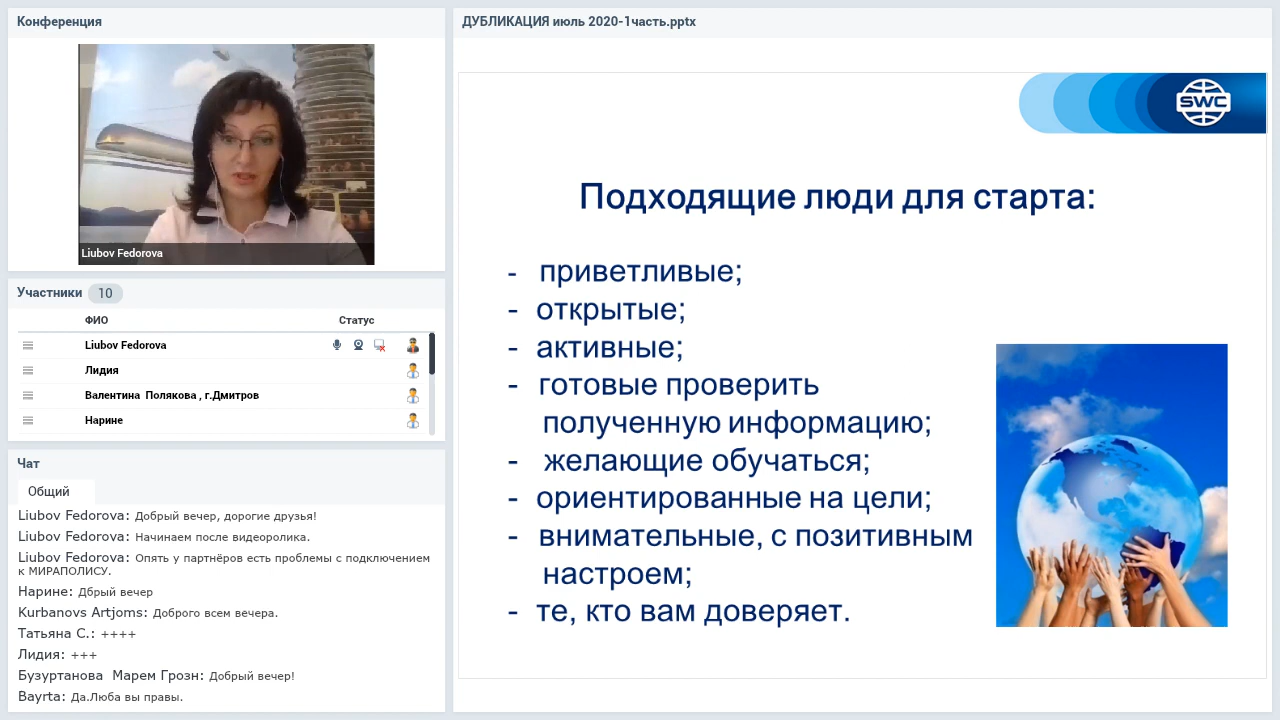 Конференция
Liubov Fedorova
Участники 10
ФИО Статус
Liubov Fedorova
Лидия
Валентина Полякова , г.Дмитров
Нарине
Чат
Общий
Liubov Fedorova: Добрый вечер, дорогие друзья!
Liubov Fedorova: Начинаем после видеоролика.
Liubov Fedorova: Опять у партнёров есть проблемы с подключением
к МИРАПОЛИСУ.
Нарине: Дбрый вечер
Kurbanovs Artjoms: Доброго всем вечера.
Татьяна С.: ++++
Лидия: +++
Бузуртанова Марем Грозн: Добрый вечер!
Bayrta: Да.Люба вы правы.
ДУБЛИКАЦИЯ июль 2020-1часть.pptx
SWC
Подходящие люди для старта:
- приветливые;
- открытые;
- активные;
- готовые проверить
полученную информацию;
- желающие обучаться;
- ориентированные на цели;
- внимательные, с позитивным
настроем;
- те, кто вам доверяет.